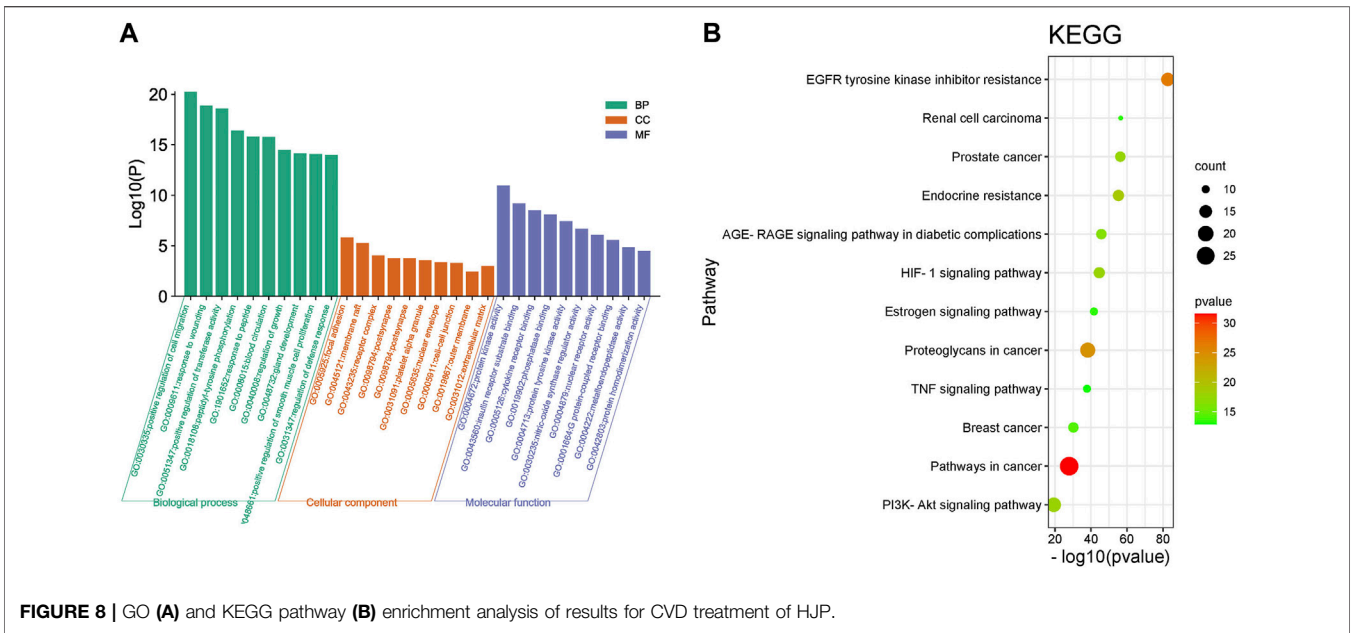 A
Log10(P)
20
15
10
5
0
BP
CC
MF
GO:0030335:positive regulation of cell migration
GO:0009611:response to wounding
GO:0051347:positive regulation of transferase activity
GO:0018108:peptidyl-tyrosine phosphorylation
GO:1901652:response to peptide
GO:0008015:blood circulation
GO:0040008:regulation of growth
GO:0048732:gland development
048661:positive regulation of smooth muscle cell proliferation
GO:0031347:regulation of defense response
GO:0005925:focal adhesion
GO:0045121:membrane raft
GO:0043235:receptor complex
GO:0098794:postsynapse
GO:0098794:postsynapse
GO:0031091:platelet alpha granule
GO:0005635:nuclear envelope
GO:0005911:cell-cell junction
GO:0019867:outer membrane
GO:0031012:extracellular matrix
GO:0004672:protein kinase activity
GO:0043560:insulin receptor substrate binding
GO:0005126:cytokine receptor binding
GO:0019902:phosphatase binding
GO:0004713:protein tyrosine kinase activity
GO:0030235:nitric-oxide synthase regulator activity
GO:0004879:nuclear receptor activity
GO:0001664:G protein-coupled receptor binding
GO:0004222:metalloendopeptidase activity
GO:0042803:protein homodimerization activity
Biological process
Cellular component
Molecular function
B
KEGG
Pathway
EGFR tyrosine kinase inhibitor resistance
Renal cell carcinoma
Prostate cancer
Endocrine resistance
AGE- RAGE signaling pathway in diabetic complications
HIF- 1 signaling pathway
Estrogen signaling pathway
Proteoglycans in cancer
TNF signaling pathway
Breast cancer
Pathways in cancer
PI3K- Akt signaling pathway
20 40 60 80
- log10(pvalue)
count
10
15
20
25
pvalue
30
25
20
15
FIGURE 8 | GO (A) and KEGG pathway (B) enrichment analysis of results for CVD treatment of HJP.